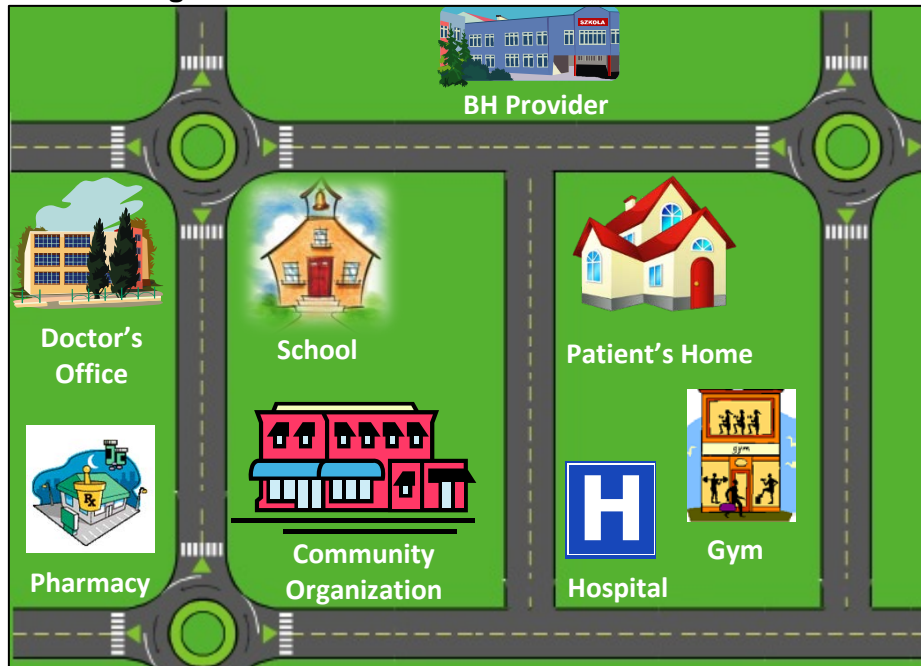 SZKOLA
BH Provider
Doctor's
Office
School
Patient's Home
Rx
Pharmacy
Community
Organization
H
Hospital
gym
Gym